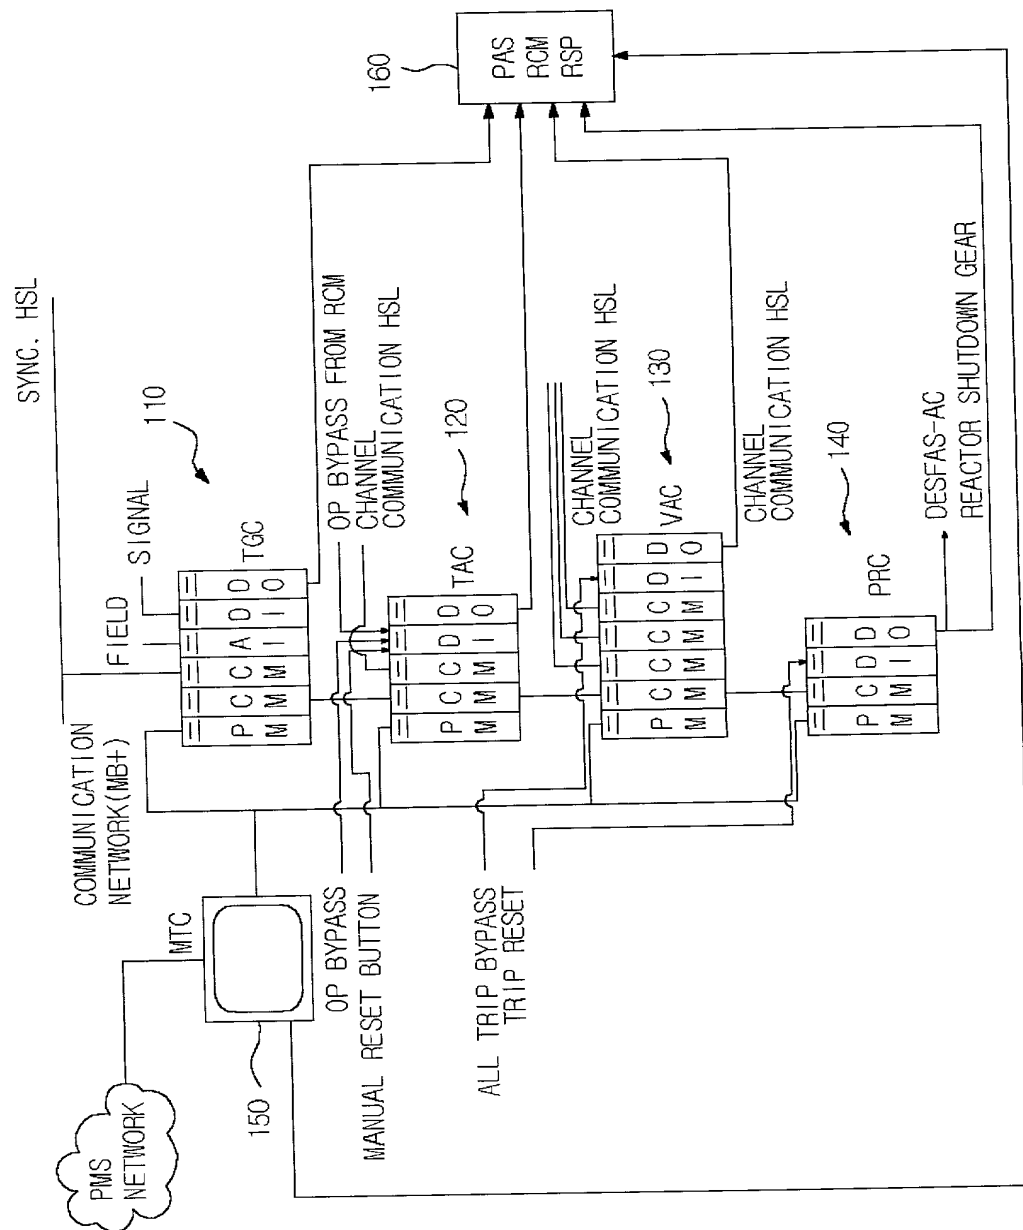 PMS
NETWORK
150
MTC
COMMUNICATION
NETWORK(MB+)
SYNC. HSL
FIELD
SIGNAL
110
P C C A D D
M M M I I O
TGC
OP BYPASS
MANUAL RESET BUTTON
OP BYPASS FROM RCM
CHANNEL
COMMUNICATION HSL
120
P C C D D
M M M I O
TAC
160
PAS
RCM
RSP
ALL TRIP BYPASS
TRIP RESET
CHANNEL
COMMUNICATION HSL
130
P C C C C D D
M M M M M I O
VAC
CHANNEL
COMMUNICATION HSL
140
P C D D
M M I O
PRC
DESFAS-AC
REACTOR SHUTDOWN GEAR